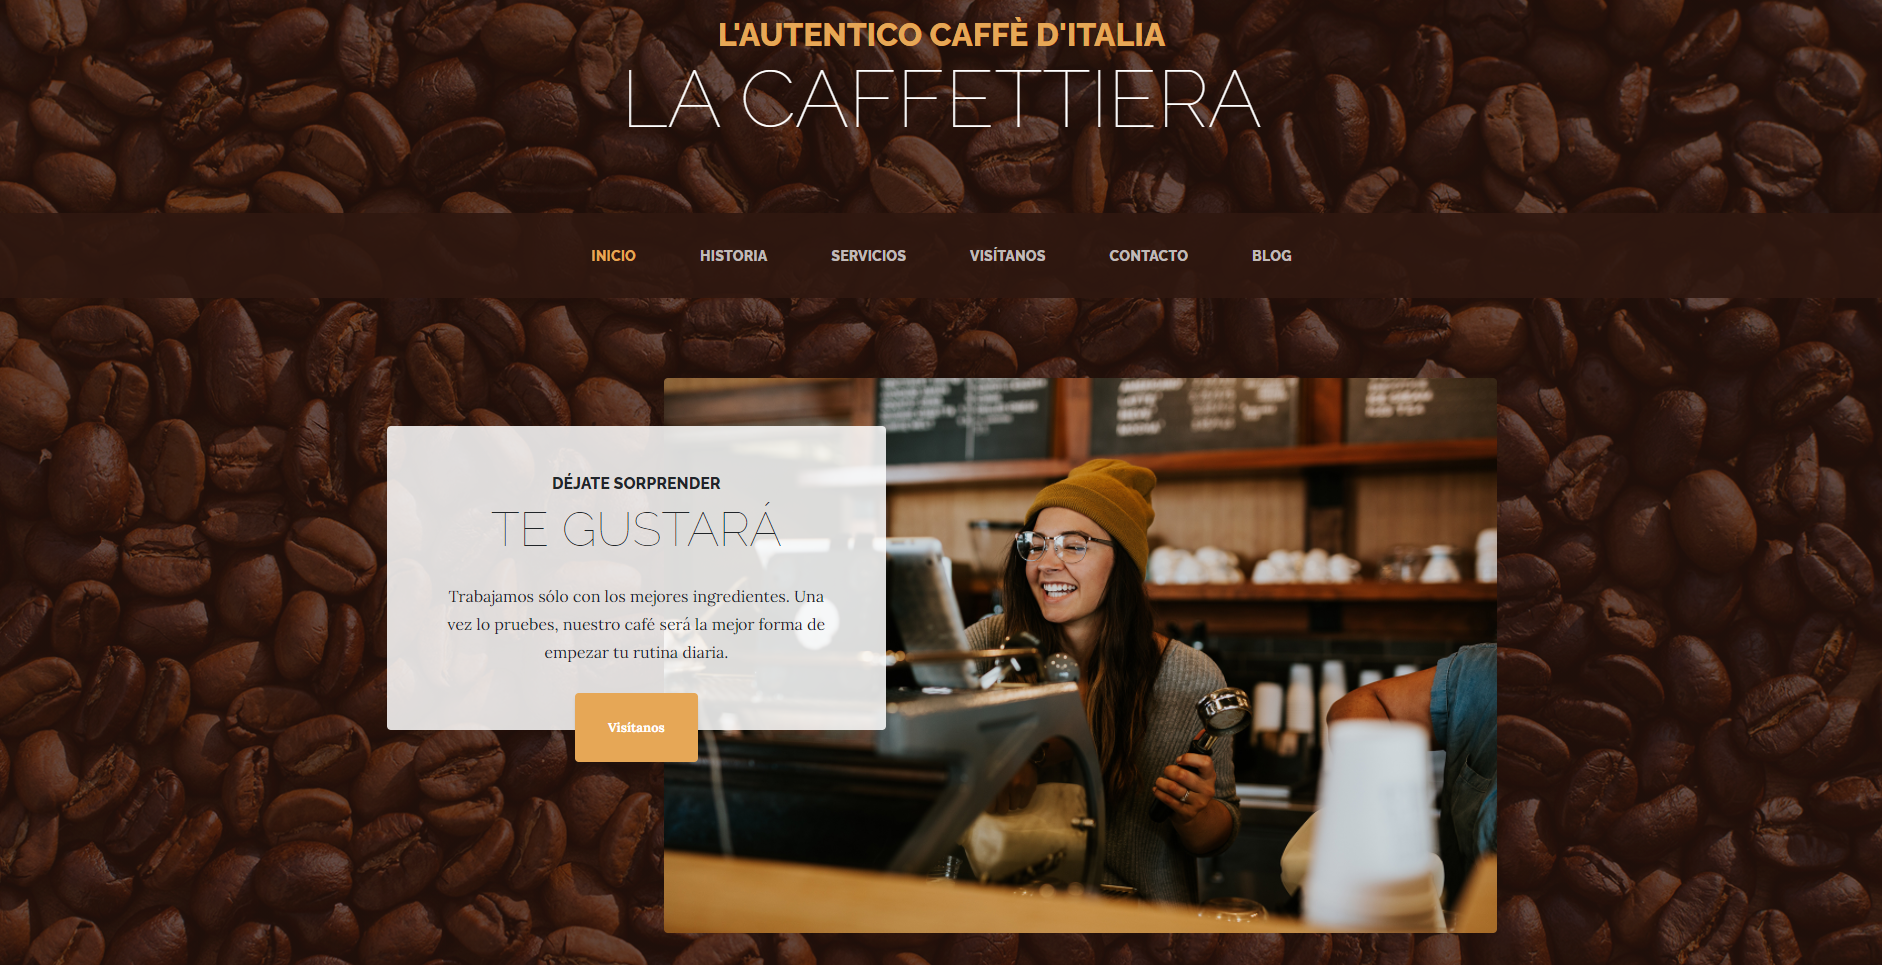 L'AUTENTICO CAFFÈ D'ITALIA
LA CAFFETTIERA
INICIO HISTORIA SERVICIOS VISÍTANOS CONTACTO BLOG
DÉJATE SORPRENDER
TE GUSTARÁ
Trabajamos sólo con los mejores ingredientes. Una
vez lo pruebes, nuestro café será la mejor forma de
empezar tu rutina diaria.
Visítanos